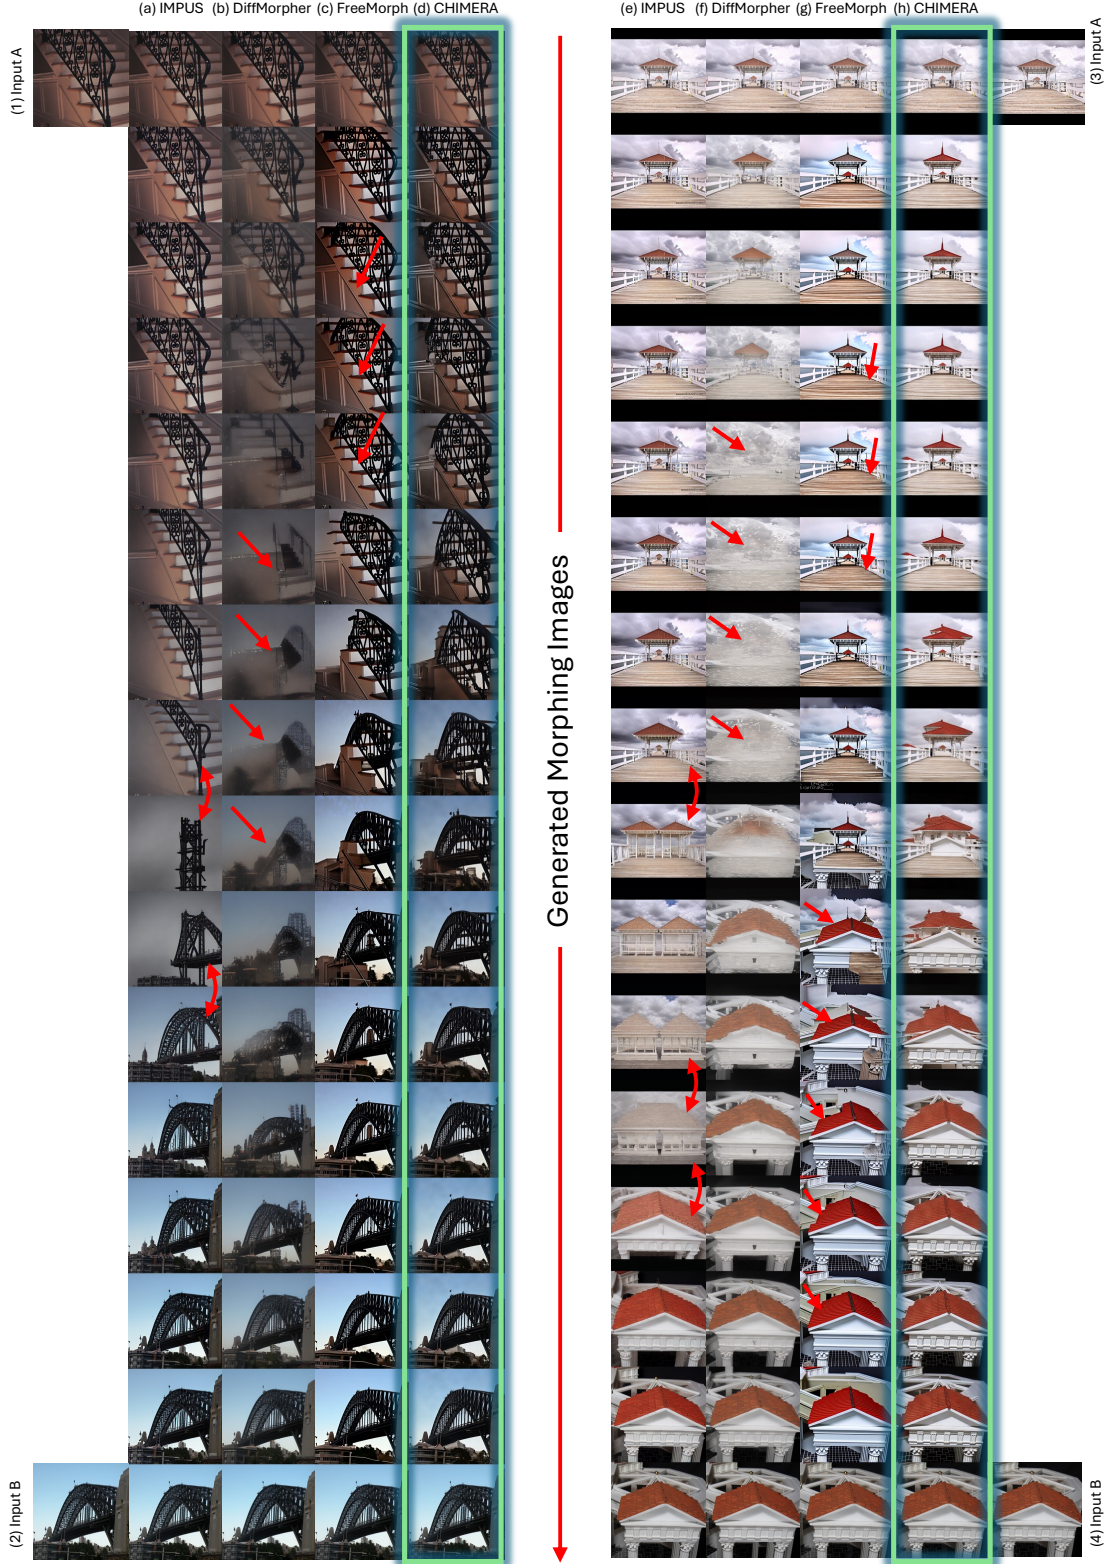 (a) IMPUS (b) DiffMorpher (c) FreeMorph (d) CHIMERA
(e) IMPUS (f) DiffMorpher (g) FreeMorph (h) CHIMERA
(1) Input A
(3) Input A
Generated Morphing Images
(2) Input B
(4) Input B